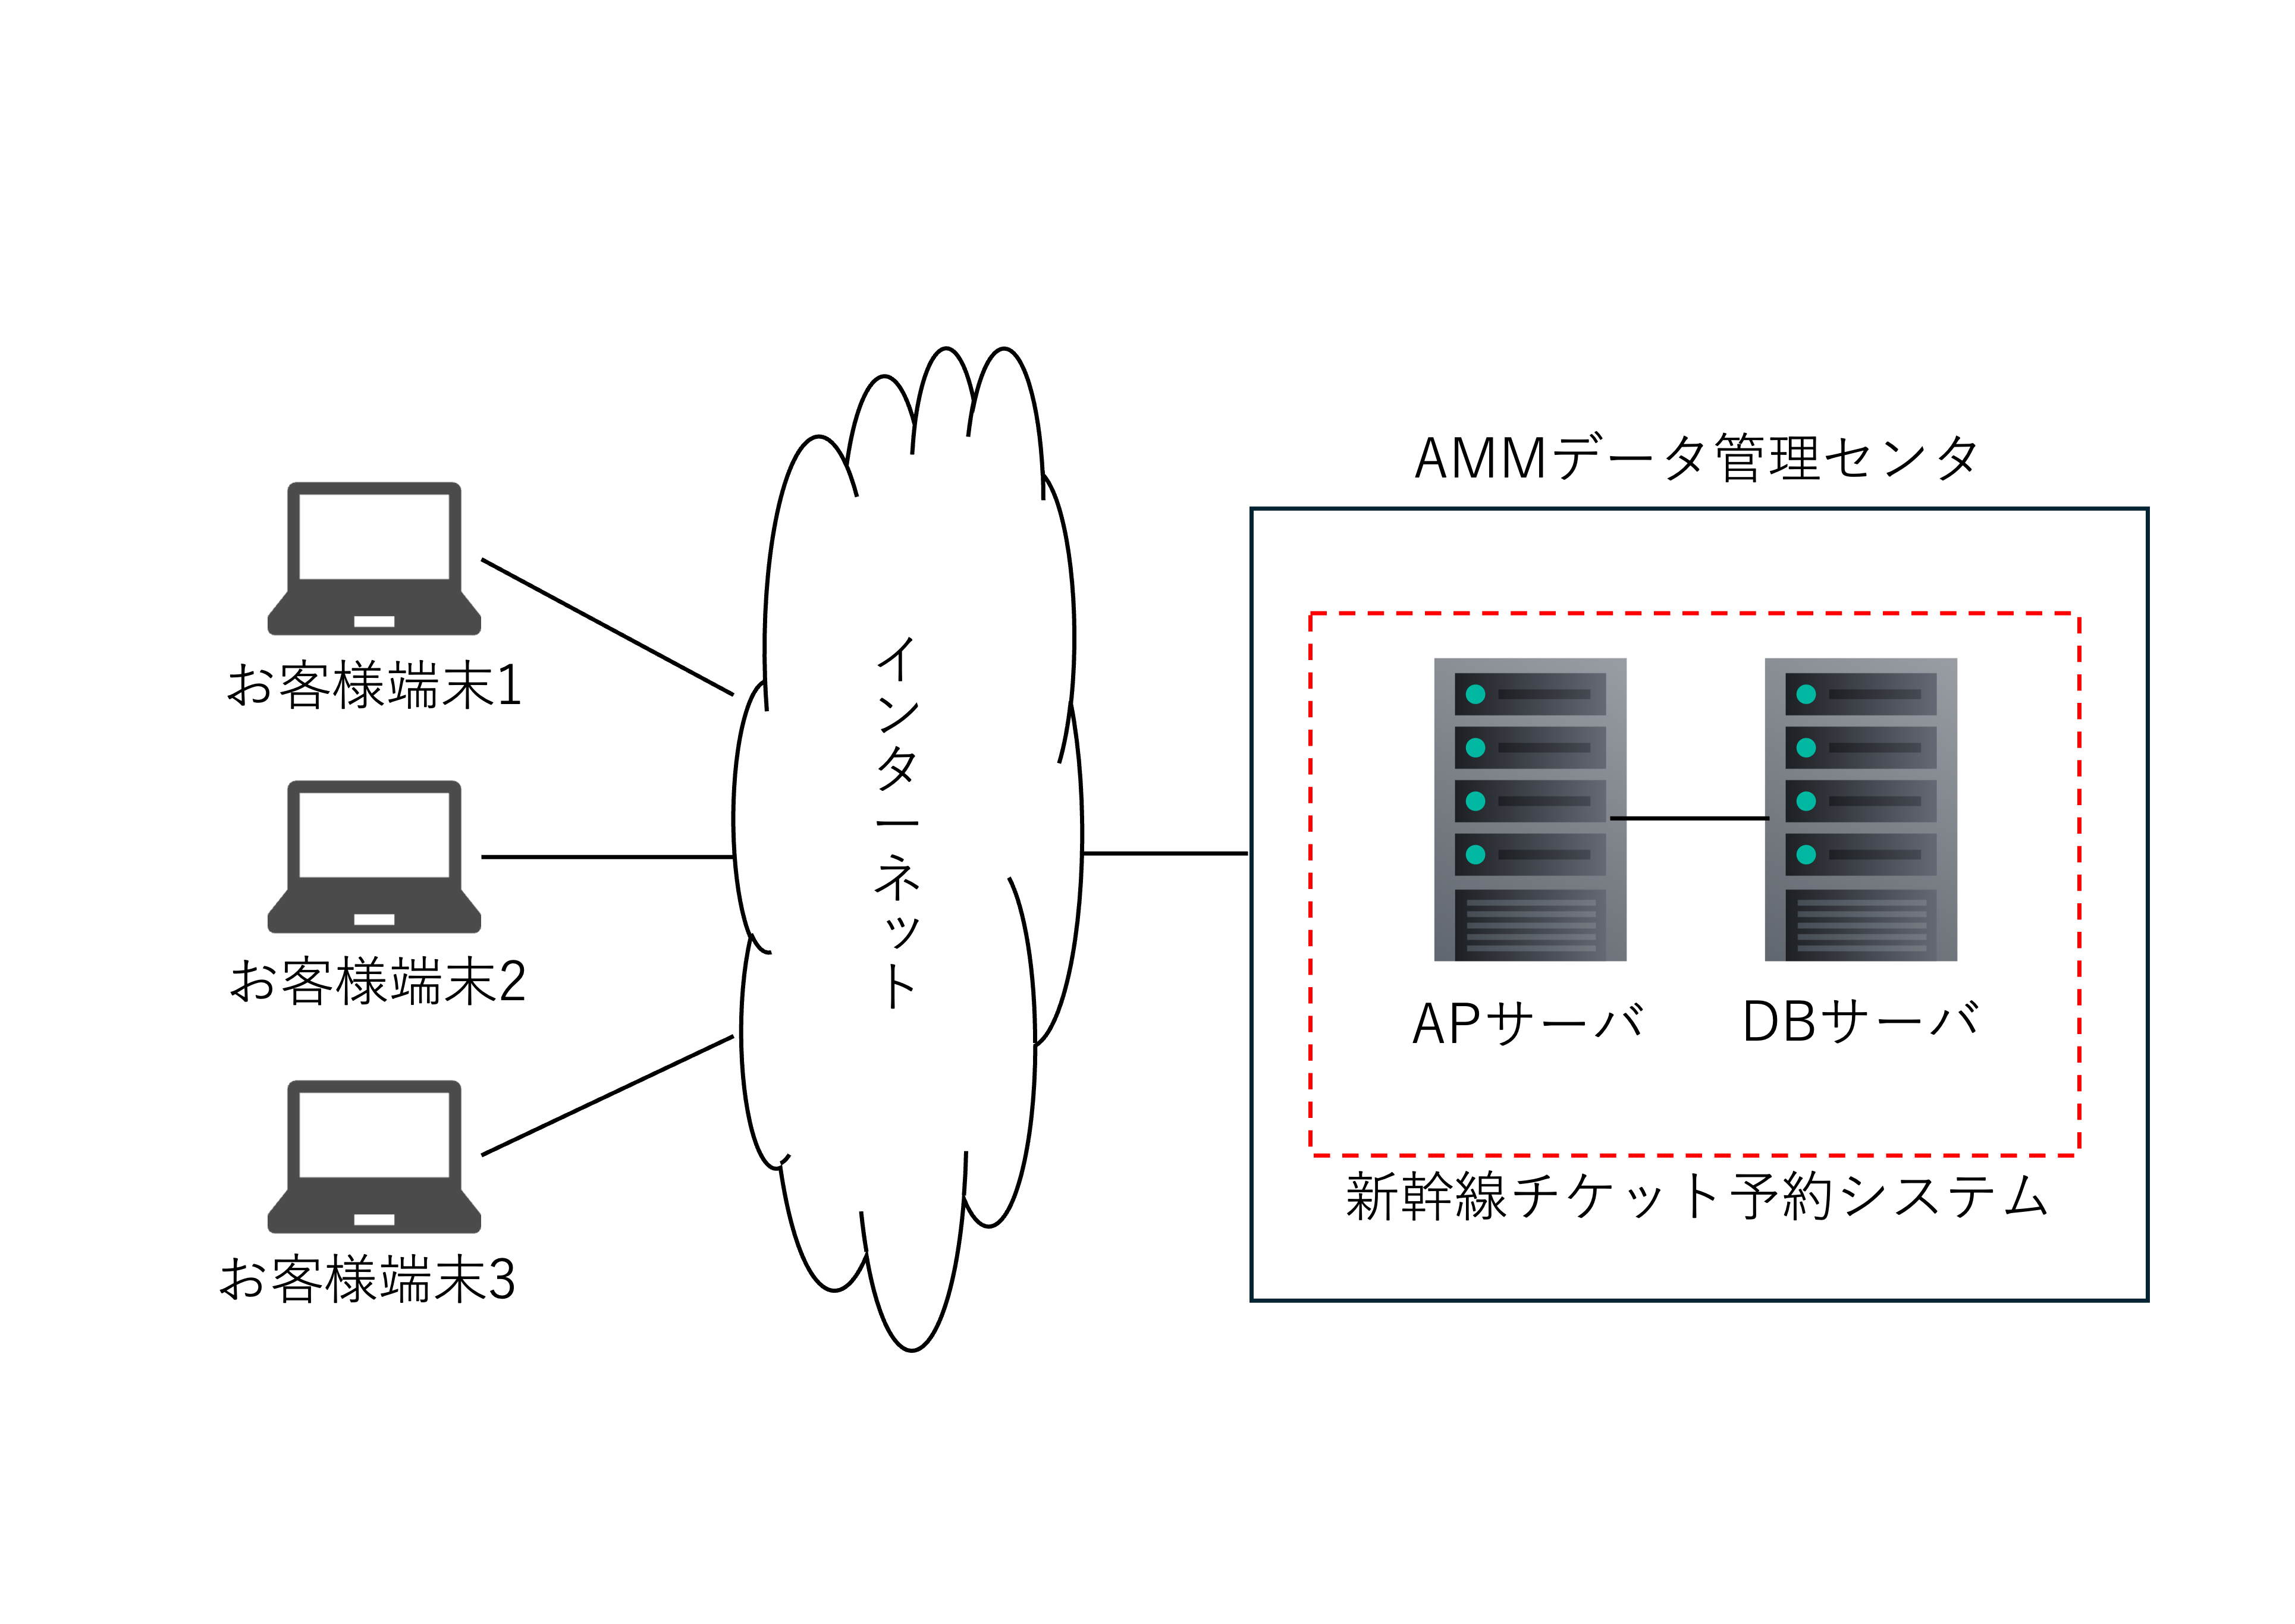 お客様端末1
お客様端末2
お客様端末3
インターネット
AMMデータ管理センタ
APサーバ
DBサーバ
新幹線チケット予約システム